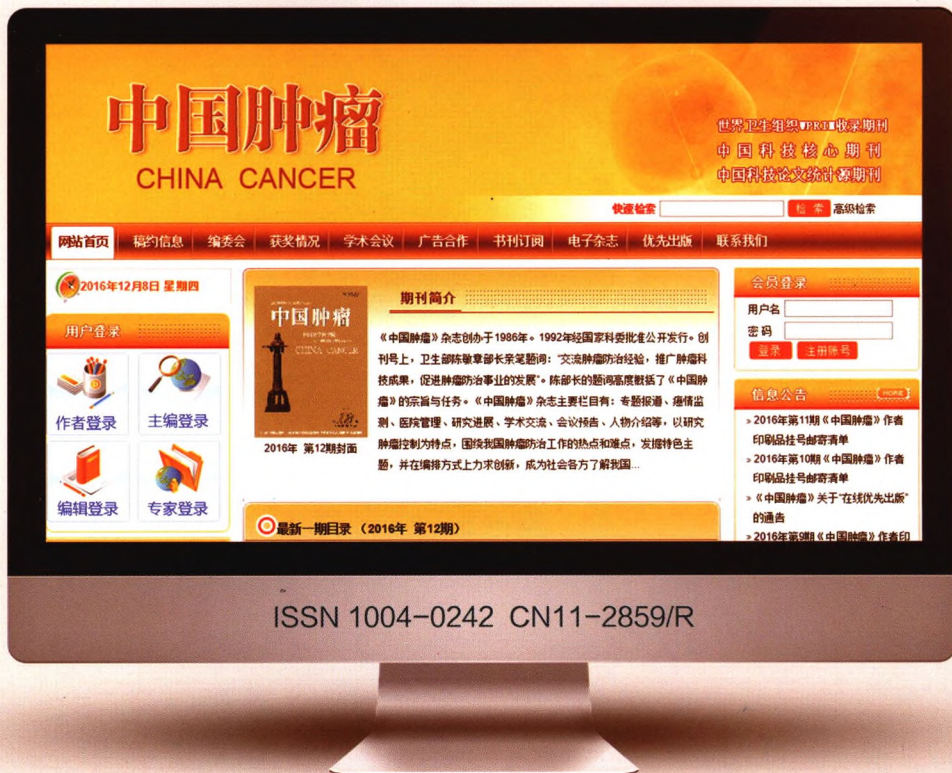 中国肿瘤
CHINA CANCER
世界卫生组织WPRIM收录期刊
中国科技核心期刊
中国科技论文统计源期刊
快速检索 检 索 高级检索
网站首页 稿约信息 编委会 获奖情况 学术会议 广告合作 书刊订阅 电子杂志 优先出版 联系我们
2016年12月8日 星期四
用户登录
作者登录 主编登录
编辑登录 专家登录
中国肿瘤
CHINA CANCER
2016年 第12期封面
期刊简介
《中国肿瘤》杂志创办于1986年。1992年经国家科委批准公开发行。创
刊号上，卫生部陈敏章部长亲笔题词：“交流肿瘤防治经验，推广肿瘤科
技成果，促进肿瘤防治事业的发展”。陈部长的题词高度概括了《中国肿
瘤》的宗旨与任务。《中国肿瘤》杂志主要栏目有：专题报道、癌情监
测、医院管理、研究进展、学术交流、会议预告、人物介绍等，以研究
肿瘤控制为特点，围绕我国肿瘤防治工作的热点和难点，发掘特色主
题，并在编排方式上力求创新，成为社会各方了解我国...
最新一期目录 （2016年 第12期）
会员登录
用户名
密码
登录 注册账号
信息公告 HOME
» 2016年第11期《中国肿瘤》作者
印刷品挂号邮寄清单
» 2016年第10期《中国肿瘤》作者
印刷品挂号邮寄清单
» 《中国肿瘤》关于“在线优先出版”
的通告
» 2016年第9期《中国肿瘤》作者印
ISSN 1004-0242 CN11-2859/R